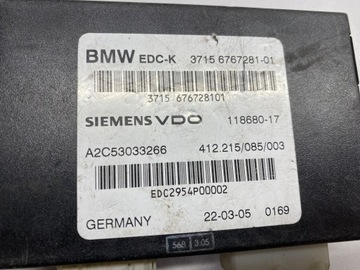 BMW EDC-K 3715 6767281-01
3715 676728101
SIEMENS VDO 118680-17
A2C53033266 412.215/085/003
EDC2954P00002
GERMANY 22-03-05 0169
568 3.05